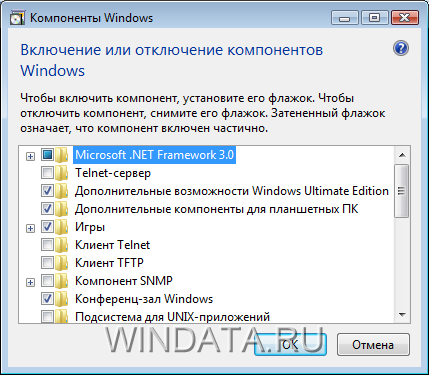 Компоненты Windows
Включение или отключение компонентов
Windows
Чтобы включить компонент, установите его флажок. Чтобы
отключить компонент, снимите его флажок. Затененный флажок
означает, что компонент включен частично.
Microsoft .NET Framework 3.0
Telnet-сервер
Дополнительные возможности Windows Ultimate Edition
Дополнительные компоненты для планшетных ПК
Игры
Клиент Telnet
Клиент TFTP
Компонент SNMP
Конференц-зал Windows
Подсистема для UNIX-приложений
WINDATA.RU
OK
Отмена